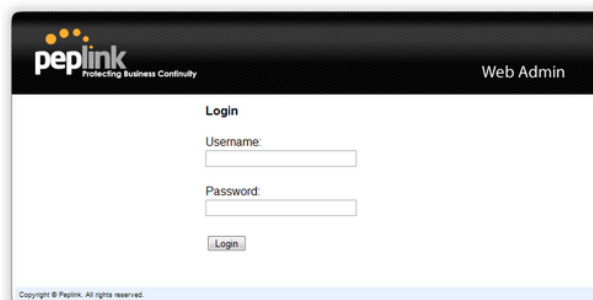 peplink
Protecting Business Continuity
Web Admin
Login
Username:
Password:
Login
Copyright © Peplink. All rights reserved.